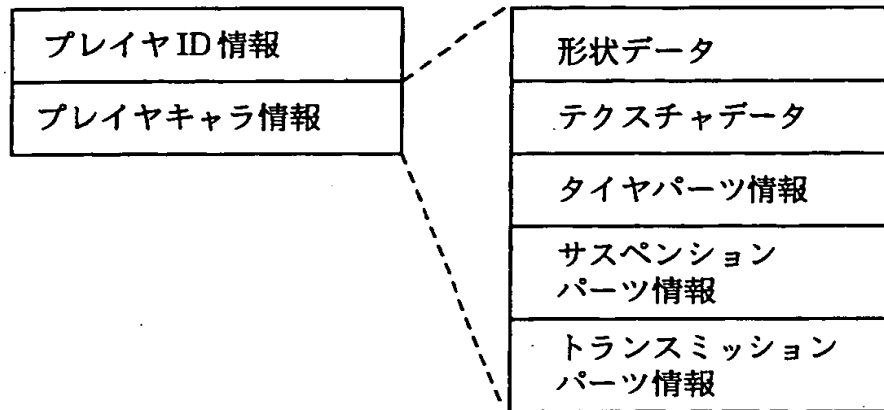 プレイヤID情報
プレイヤキャラ情報
形状データ
テクスチャデータ
タイヤパーツ情報
サスペンション
パーツ情報
トランスミッション
パーツ情報